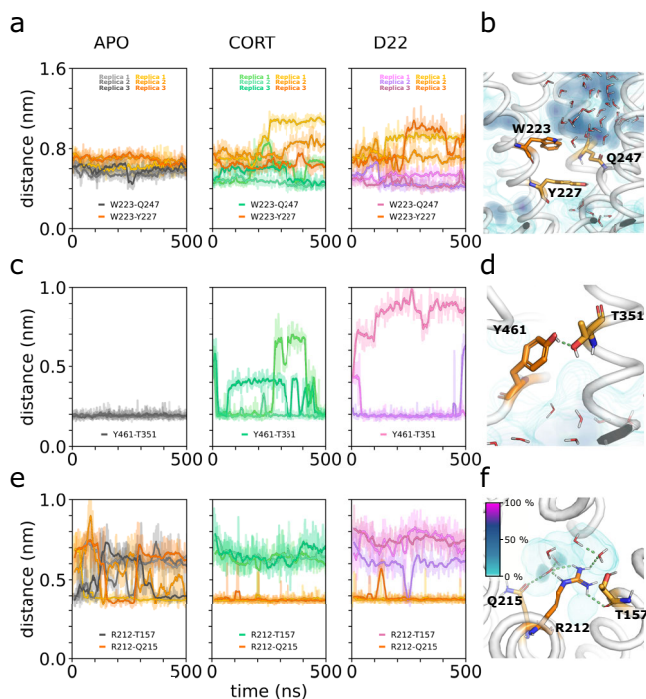 a
APO
CORT
D22
b
distance (nm)
1.6
1.2
0.8
0.4
0.0
Replica 1 Replica 1
Replica 2 Replica 2
Replica 3 Replica 3
W223-Q247
W223-Y227
0
500
Replica 1 Replica 1
Replica 2 Replica 2
Replica 3 Replica 3
W223-Q247
W223-Y227
0
500
Replica 1 Replica 1
Replica 2 Replica 2
Replica 3 Replica 3
W223-Q247
W223-Y227
0
500
W223
Q247
Y227
c
d
distance (nm)
1.0
0.5
0.0
Y461-T351
0
500
Y461-T351
0
500
Y461-T351
0
500
Y461
T351
e
f
distance (nm)
1.0
0.5
0.0
R212-T157
R212-Q215
0
500
R212-T157
R212-Q215
0
500
R212-T157
R212-Q215
0
500
time (ns)
100 %
50 %
0 %
Q215
R212
T157